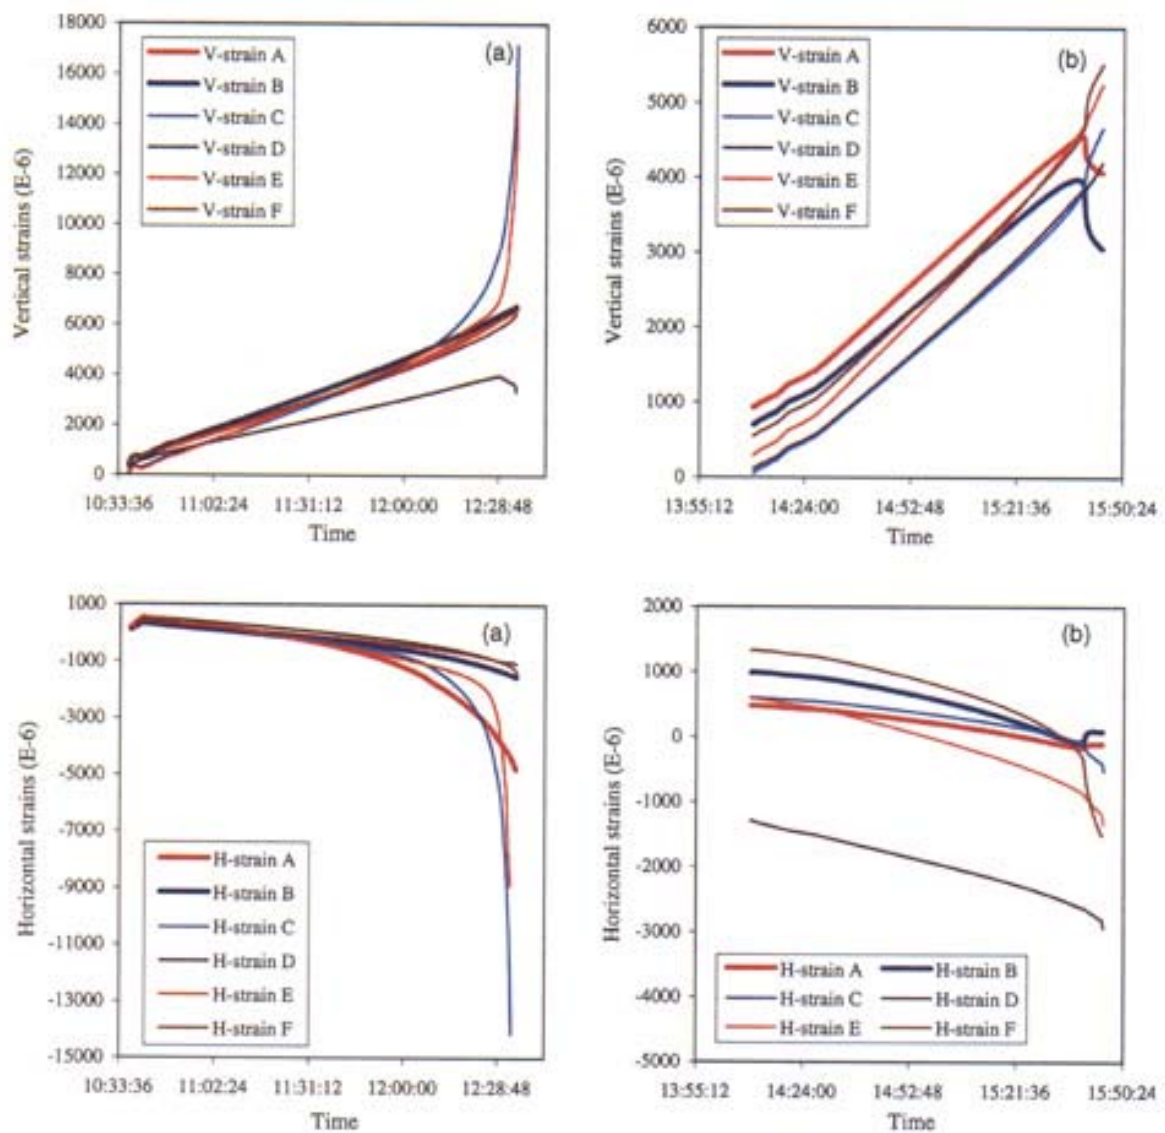 (a)
Vertical strains (E-6)
18000
16000
14000
12000
10000
8000
6000
4000
2000
0
V-strain A
V-strain B
V-strain C
V-strain D
V-strain E
V-strain F
10:33:36 11:02:24 11:31:12 12:00:00 12:28:48
Time
(b)
Vertical strains (E-6)
6000
5000
4000
3000
2000
1000
0
V-strain A
V-strain B
V-strain C
V-strain D
V-strain E
V-strain F
13:55:12 14:24:00 14:52:48 15:21:36 15:50:24
Time
(a)
Horizontal strains (E-6)
1000
-1000
-3000
-5000
-7000
-9000
-11000
-13000
-15000
H-strain A
H-strain B
H-strain C
H-strain D
H-strain E
H-strain F
10:33:36 11:02:24 11:31:12 12:00:00 12:28:48
Time
(b)
Horizontal strains (E-6)
2000
1000
0
-1000
-2000
-3000
-4000
-5000
H-strain A H-strain B
H-strain C H-strain D
H-strain E H-strain F
13:55:12 14:24:00 14:52:48 15:21:36 15:50:24
Time